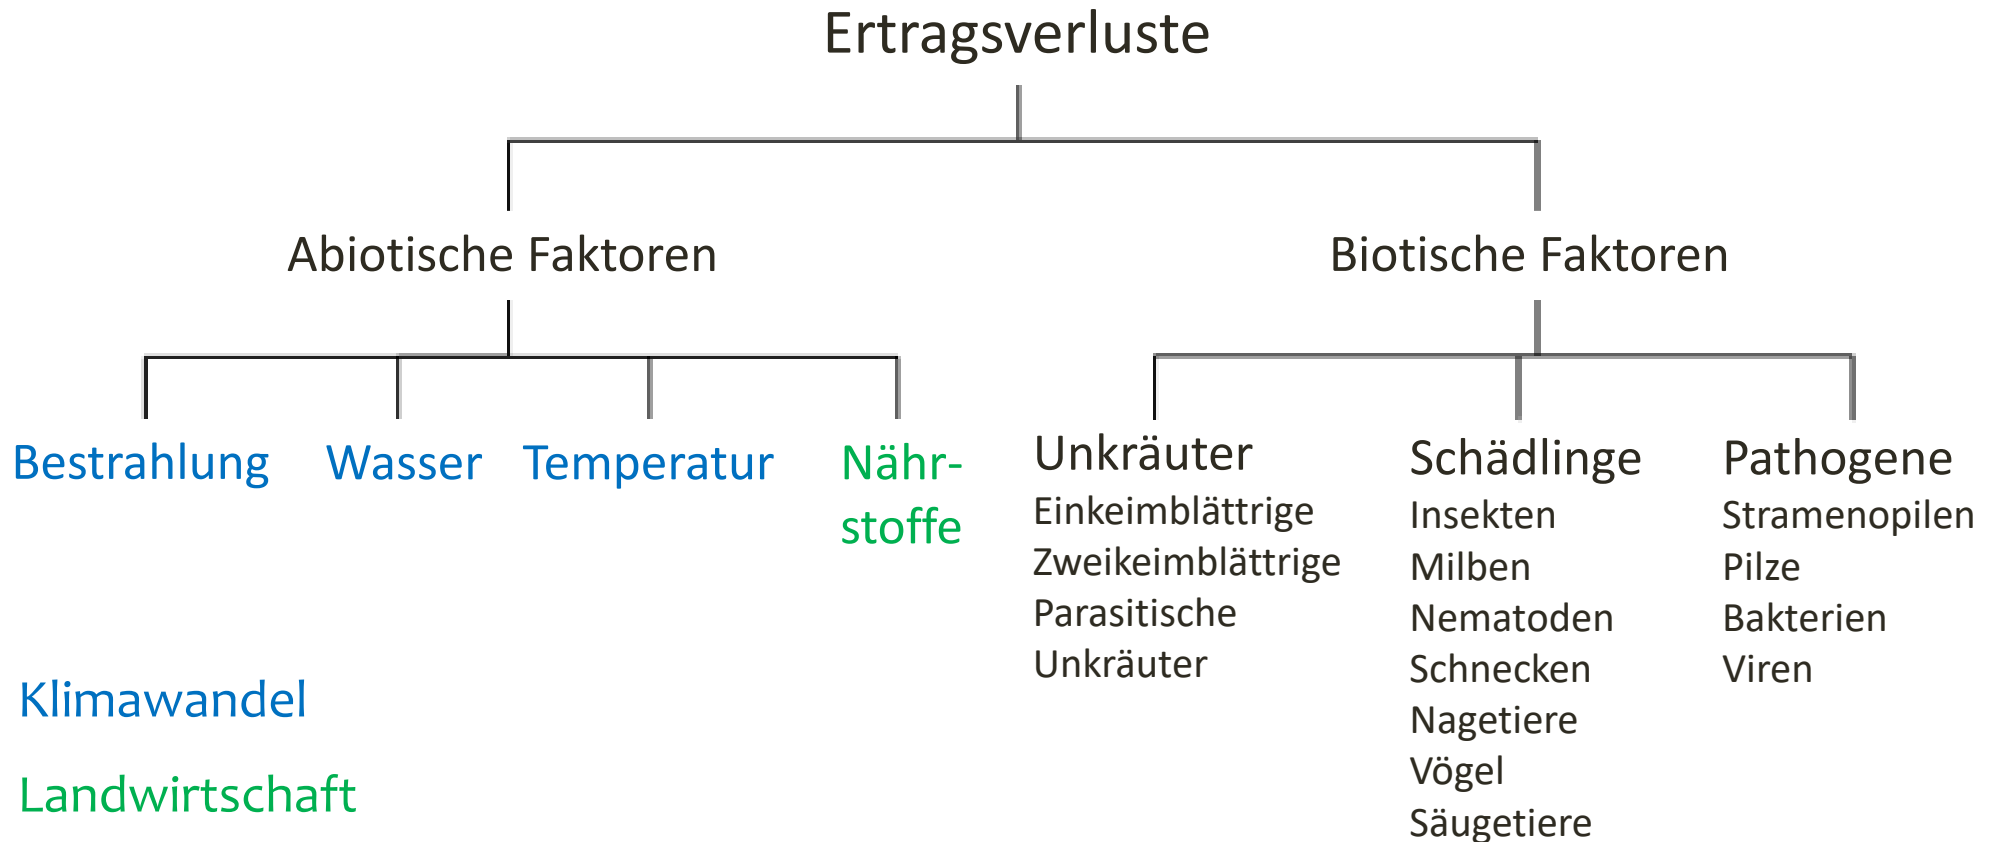 Ertragsverluste
Abiotische Faktoren
Biotische Faktoren
Bestrahlung
Wasser
Temperatur
Nähr-
stoffe
Unkräuter
Einkeimblättrige
Zweikeimblättrige
Parasitische
Unkräuter
Schädlinge
Insekten
Milben
Nematoden
Schnecken
Nagetiere
Vögel
Säugetiere
Pathogene
Stramenopilen
Pilze
Bakterien
Viren
Klimawandel
Landwirtschaft